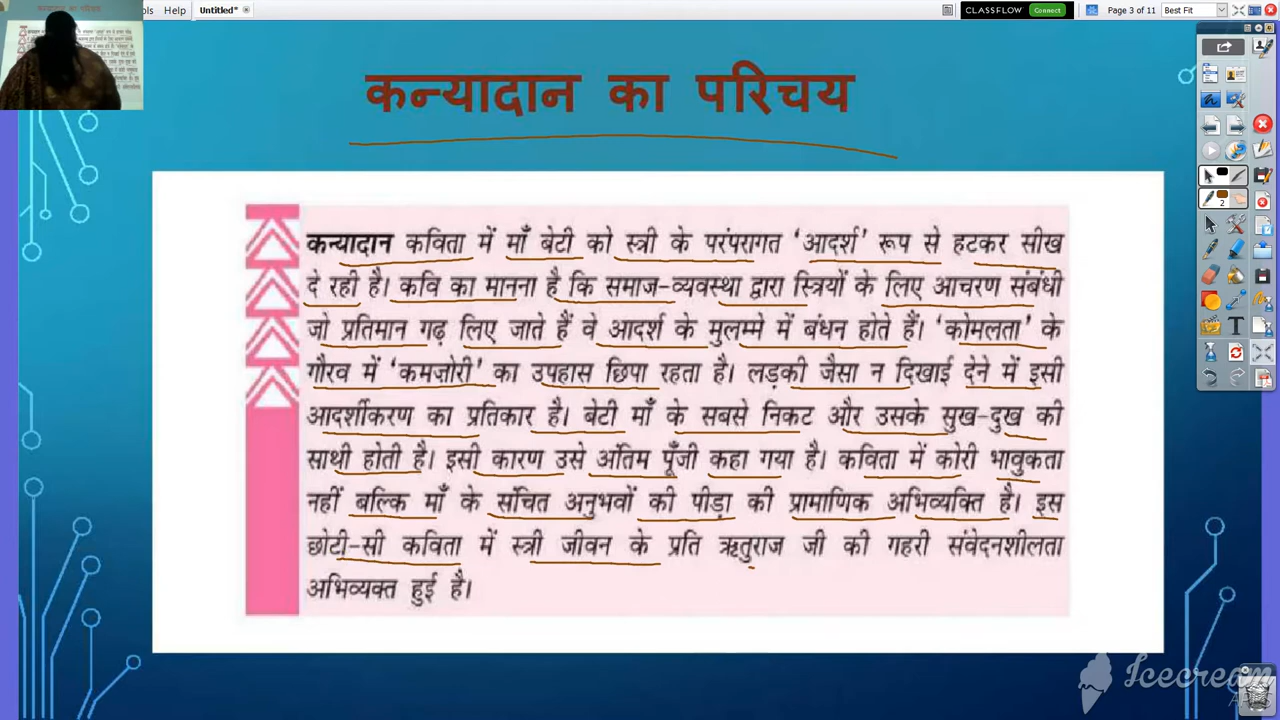 ols Help Untitled* CLASSFLOW Connect Page 3 of 11 Best Fit
कन्यादान का परिचय
कन्यादान कविता में माँ बेटी को स्त्री के परंपरागत ‘आदर्श’ रूप से हटकर सीख
दे रही है। कवि का मानना है कि समाज-व्यवस्था द्वारा स्त्रियों के लिए आचरण संबंधी
जो प्रतिमान गढ़ लिए जाते हैं वे आदर्श के मुलम्मे में बंधन होते हैं। ‘कोमलता’ के
गौरव में ‘कमज़ोरी’ का उपहास छिपा रहता है। लड़की जैसा न दिखाई देने में इसी
आदर्शीकरण का प्रतिकार है। बेटी माँ के सबसे निकट और उसके सुख-दुख की
साथी होती है। इसी कारण उसे अंतिम पूँजी कहा गया है। कविता में कोरी भावुकता
नहीं बल्कि माँ के संचित अनुभवों की पीड़ा की प्रामाणिक अभिव्यक्ति है। इस
छोटी-सी कविता में स्त्री जीवन के प्रति ऋतुराज जी की गहरी संवेदनशीलता
अभिव्यक्त हुई है।
2
T
Icecream
APPS